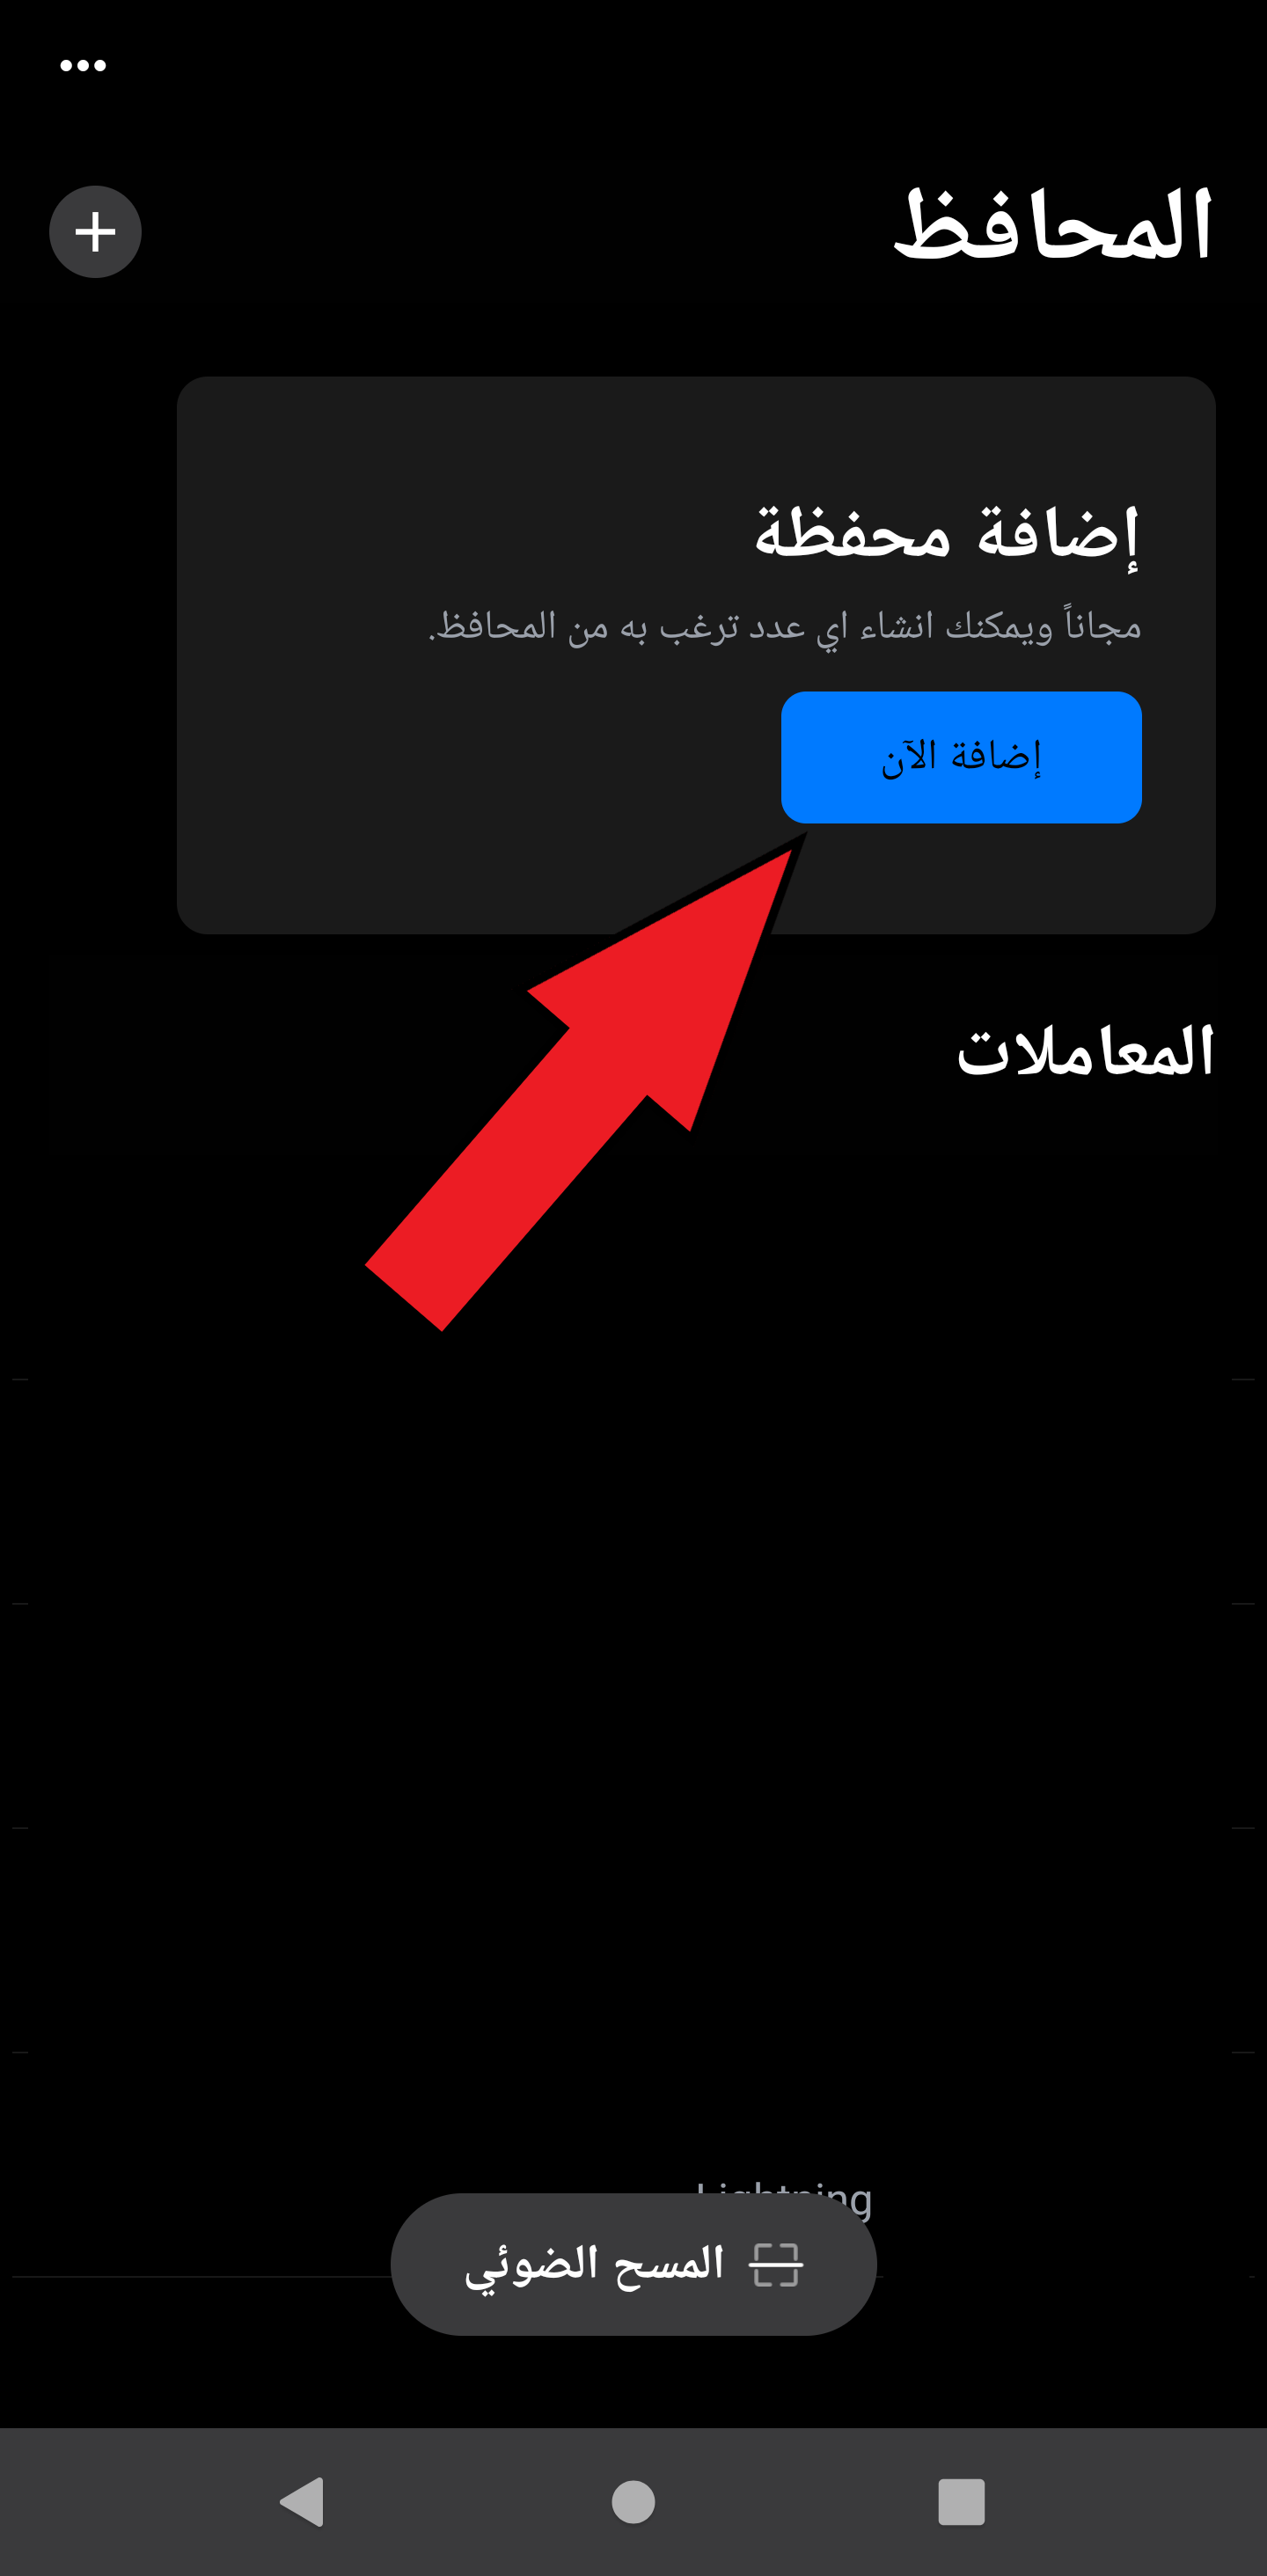 المحافظ
إضافة محفظة
مجاناً ويمكنك انشاء اي عدد ترغب به من المحافظ.
إضافة الآن
المعاملات
Lightning
المسح الضوئي